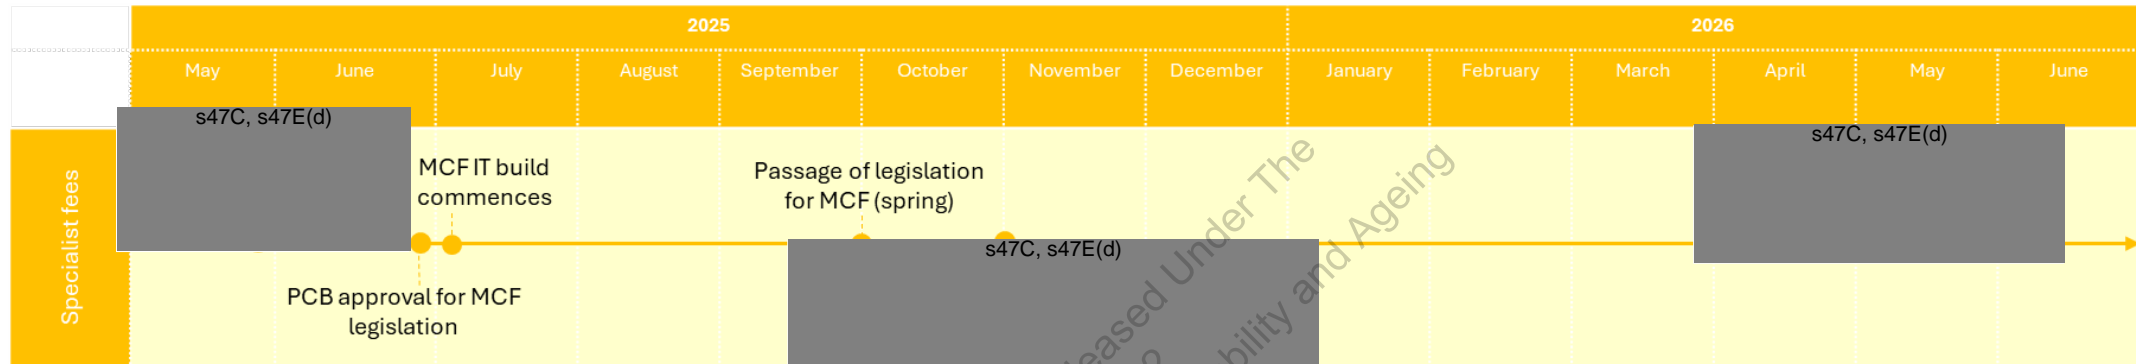 2025
2026
May
June
July
August
September
October
November
December
January
February
March
April
May
June
Specialist fees
s47C, s47E(d)
MCF IT build
commences
PCB approval for MCF
legislation
Passage of legislation
for MCF (spring)
s47C, s47E(d)
s47C, s47E(d)
Under The
and Ageing